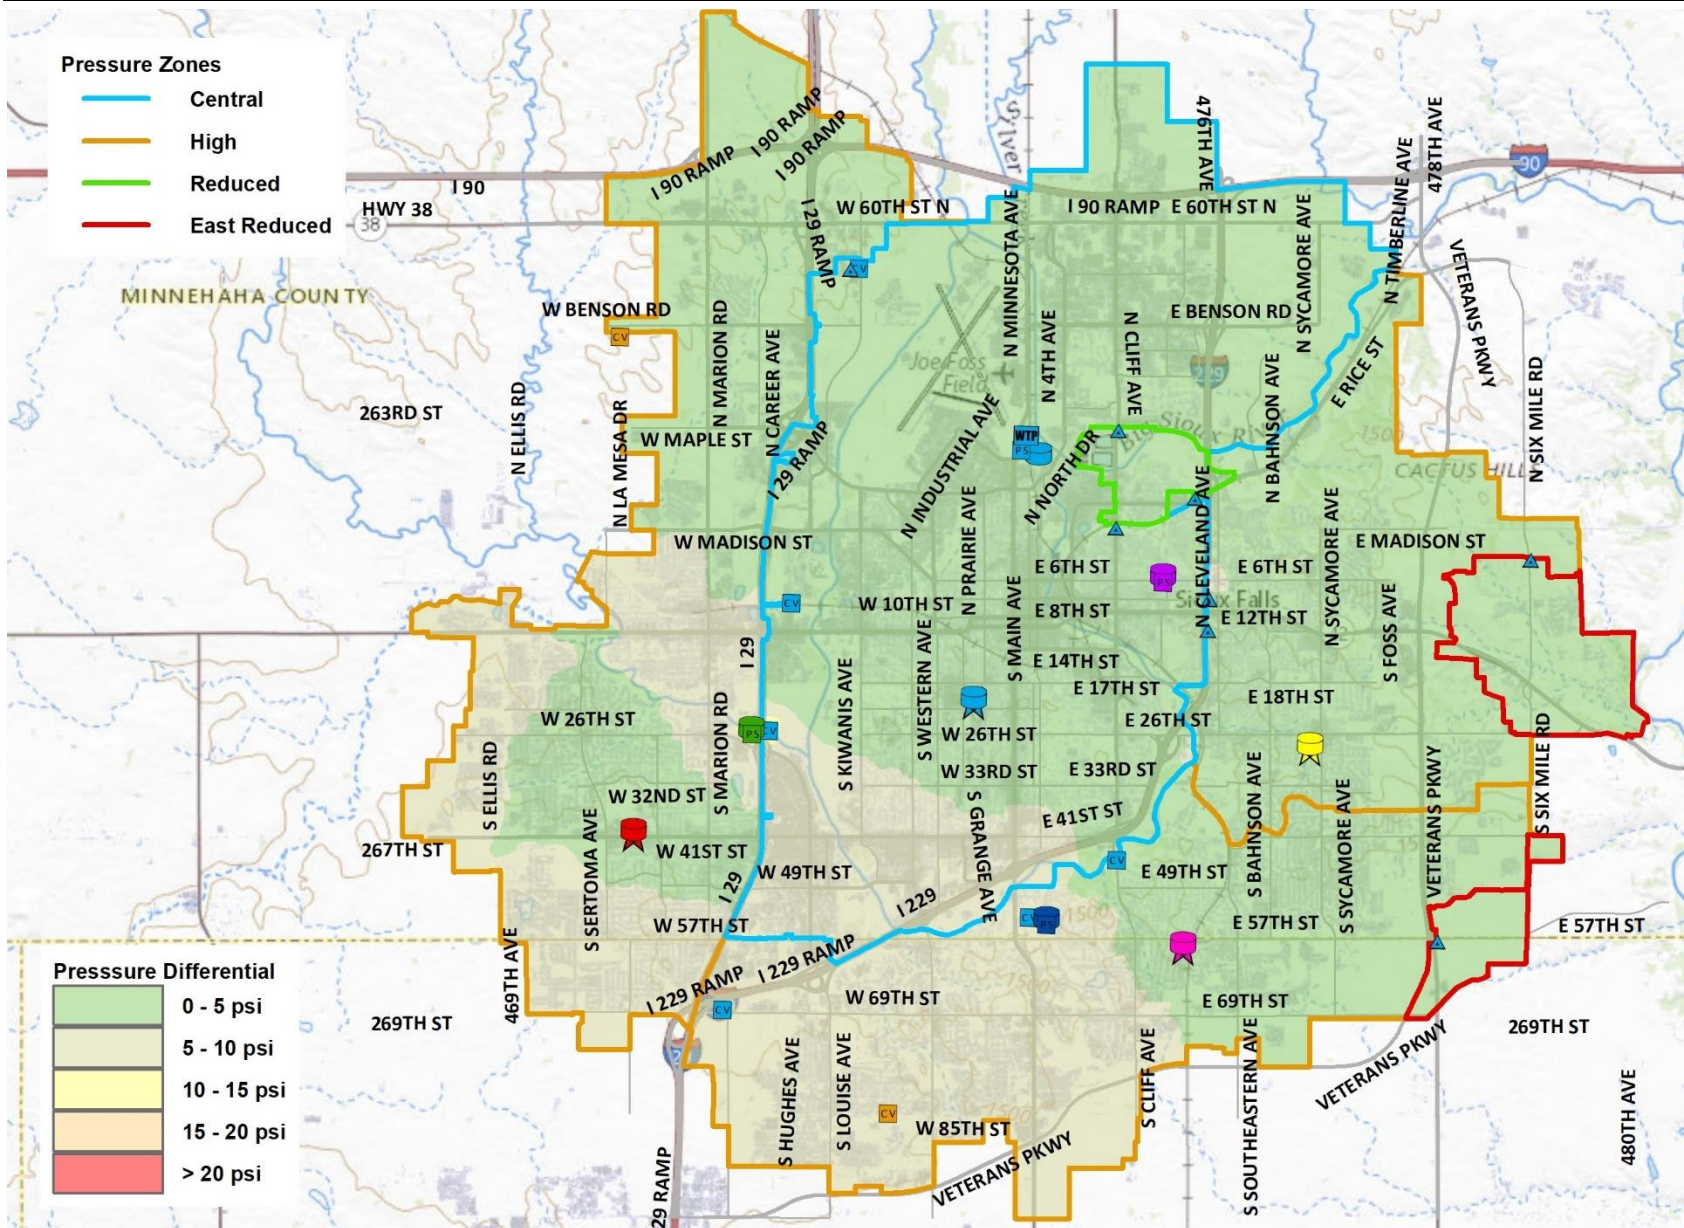 Pressure Zones
Central
High
Reduced
East Reduced
I 90 RAMP
I 90 RAMP
I 90 RAMP
I 90
HWY 38
38
W 60TH ST N
I 29 RAMP
Sylver
N MINNESOTA AVE
I 90 RAMP
E 60TH ST N
476TH AVE
N SYCAMORE AVE
N TIMBERLINE AVE
478TH AVE
90
VETERANS PKWY
MINNEHAHA COUNTY
W BENSON RD
CV
CV
N MARION RD
N CAREER AVE
Joe Foss
Field
N 4TH AVE
N CLIFF AVE
E BENSON RD
229
N BAHNSON AVE
E RICE ST
N SIX MILE RD
263RD ST
N ELLIS RD
N LA MESA DR
W MAPLE ST
I 29 RAMP
N INDUSTRIAL AVE
WTP
PS
N NORTH DR
Big Sioux River
1500
CACTUS HILLS
W MADISON ST
N PRAIRIE AVE
N CLEVELAND AVE
N SYCAMORE AVE
E MADISON ST
E 6TH ST
E 6TH ST
PS
CV
W 10TH ST
E 8TH ST
Sioux Falls
E 12TH ST
S MAIN AVE
S FOSS AVE
I 29
S KIWANIS AVE
S WESTERN AVE
E 14TH ST
E 17TH ST
E 18TH ST
W 26TH ST
S MARION RD
PS
CV
W 26TH ST
E 26TH ST
S ELLIS RD
W 33RD ST
E 33RD ST
S BAHNSON AVE
S SYCAMORE AVE
VETERANS PKWY
S SIX MILE RD
W 32ND ST
S SERTOMA AVE
267TH ST
W 41ST ST
E 41ST ST
S GRANGE AVE
W 49TH ST
CV
E 49TH ST
I 29
I 229
W 57TH ST
CV
PS
1500
E 57TH ST
E 57TH ST
469TH AVE
I 229 RAMP
I 229 RAMP
CV
1500
W 69TH ST
E 69TH ST
269TH ST
269TH ST
Presssure Differential
0 - 5 psi
5 - 10 psi
10 - 15 psi
15 - 20 psi
> 20 psi
S HUGHES AVE
S LOUISE AVE
CV
W 85TH ST
VETERANS PKWY
S CLIFF AVE
S SOUTHEASTERN AVE
VETERANS PKWY
480TH AVE
29 RAMP